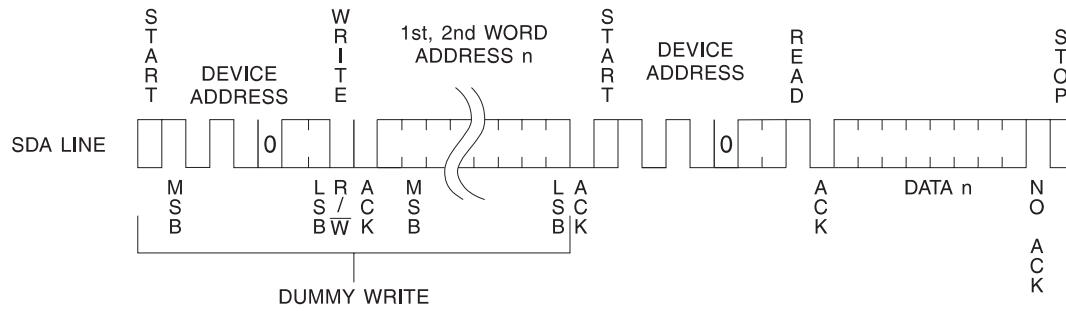 START
WRITE
1st, 2nd WORD
ADDRESS n
START
DEVICE
ADDRESS
READ
STOP
DEVICE
ADDRESS
SDA LINE
0
0
MSB
LSB
R/W
ACK
MSB
LSB
ACK
ACK
DATA n
NO ACK
DUMMY WRITE